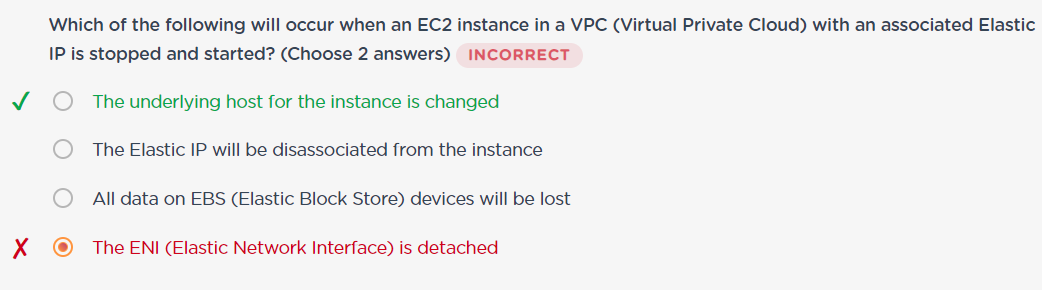 Which of the following will occur when an EC2 instance in a VPC (Virtual Private Cloud) with an associated Elastic
IP is stopped and started? (Choose 2 answers) INCORRECT
The underlying host for the instance is changed
The Elastic IP will be disassociated from the instance
All data on EBS (Elastic Block Store) devices will be lost
The ENI (Elastic Network Interface) is detached